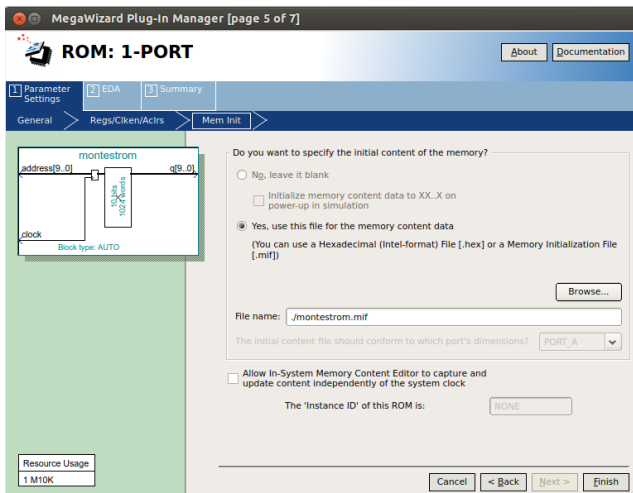 MegaWizard Plug-In Manager [page 5 of 7]
ROM: 1-PORT
About
Documentation
1 Parameter Settings
2 EDA
3 Summary
General
Regs/Clken/Aclrs
Mem Init
montestrom
address[9..0]
q[9..0]
10 bits
1024 words
clock
Block type: AUTO
Do you want to specify the initial content of the memory?
No, leave it blank
Initialize memory content data to XX..X on
power-up in simulation
Yes, use this file for the memory content data
(You can use a Hexadecimal (Intel-format) File [.hex] or a Memory Initialization File
[.mif])
Browse...
File name: ./montestrom.mif
The initial content file should conform to which port's dimensions? PORT_A
Allow In-System Memory Content Editor to capture and
update content independently of the system clock
The 'Instance ID' of this ROM is: NONE
Resource Usage
1 M10K
Cancel
< Back
Next >
Finish